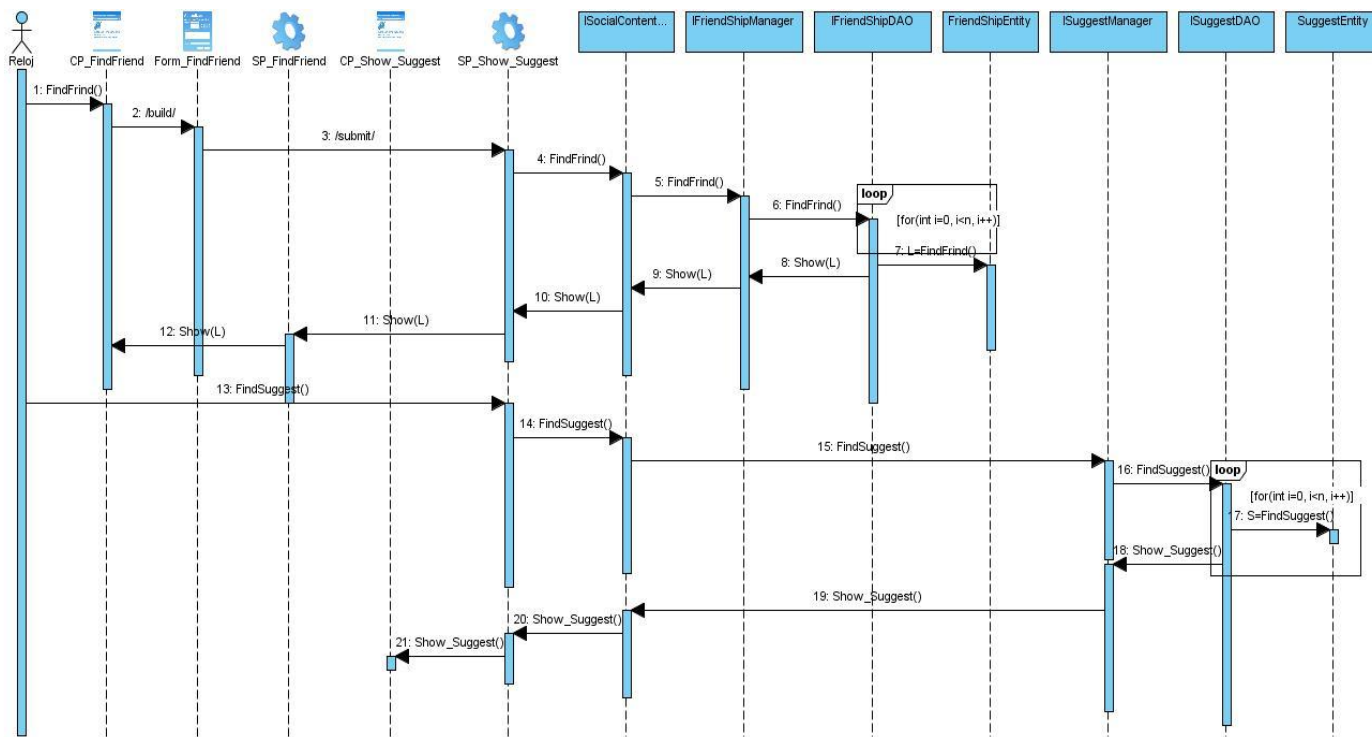 ISocialContent...
IFriendShipManager
IFriendShipDAO
FriendShipEntity
ISuggestManager
ISuggestDAO
SuggestEntity
Reloj
CP_FindFriend
Form_FindFriend
SP_FindFriend
CP_Show_Suggest
SP_Show_Suggest
1: FindFrind()
2: /build/
3: /submit/
4: FindFrind()
5: FindFrind()
loop
6: FindFrind()
[for(int i=0, i<n, i++)]
7: L=FindFrind()
8: Show(L)
9: Show(L)
10: Show(L)
11: Show(L)
12: Show(L)
13: FindSuggest()
14: FindSuggest()
15: FindSuggest()
16: FindSuggest()
loop
[for(int i=0, i<n, i++)]
17: S=FindSuggest()
18: Show_Suggest()
19: Show_Suggest()
20: Show_Suggest()
21: Show_Suggest()